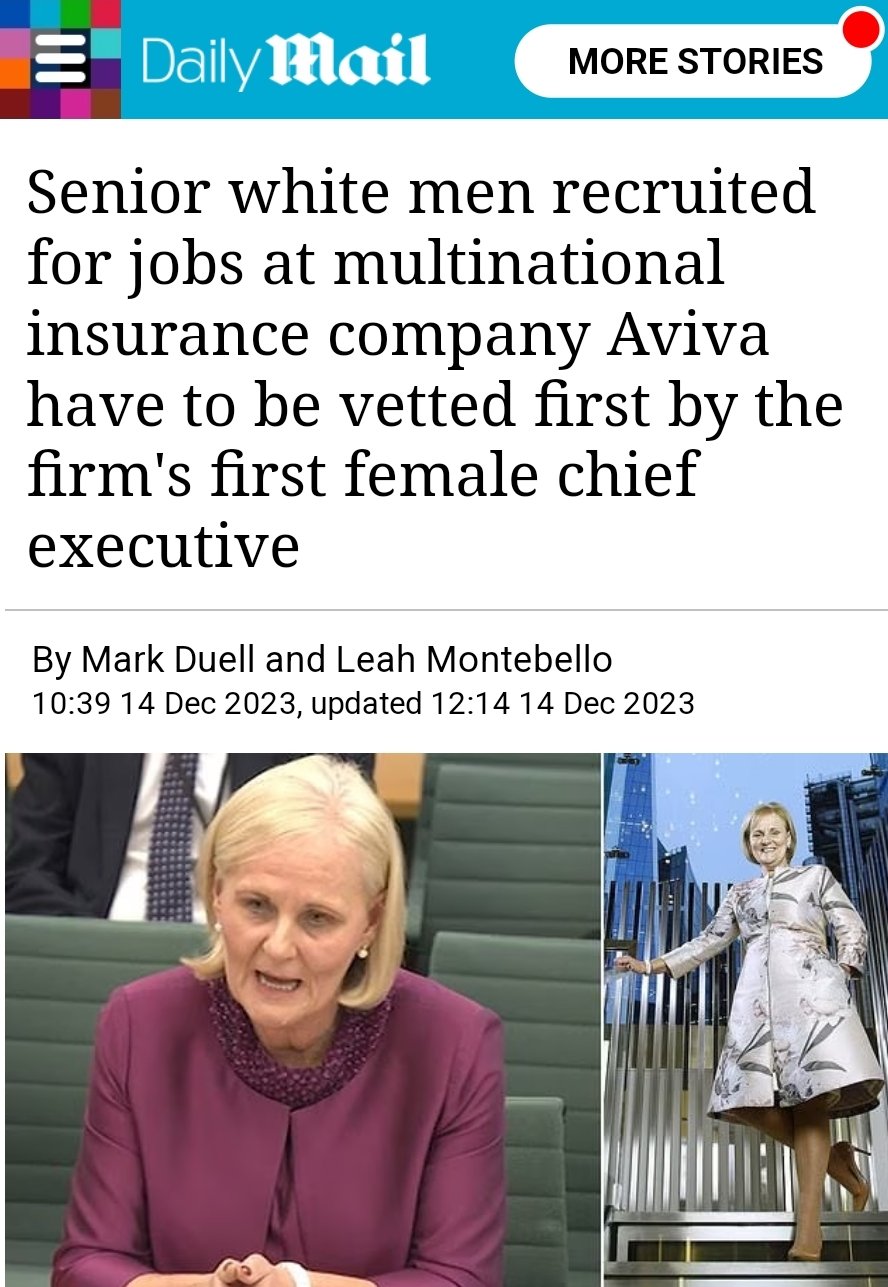 Daily Mail
MORE STORIES
Senior white men recruited
for jobs at multinational
insurance company Aviva
have to be vetted first by the
firm's first female chief
executive
By Mark Duell and Leah Montebello
10:39 14 Dec 2023, updated 12:14 14 Dec 2023